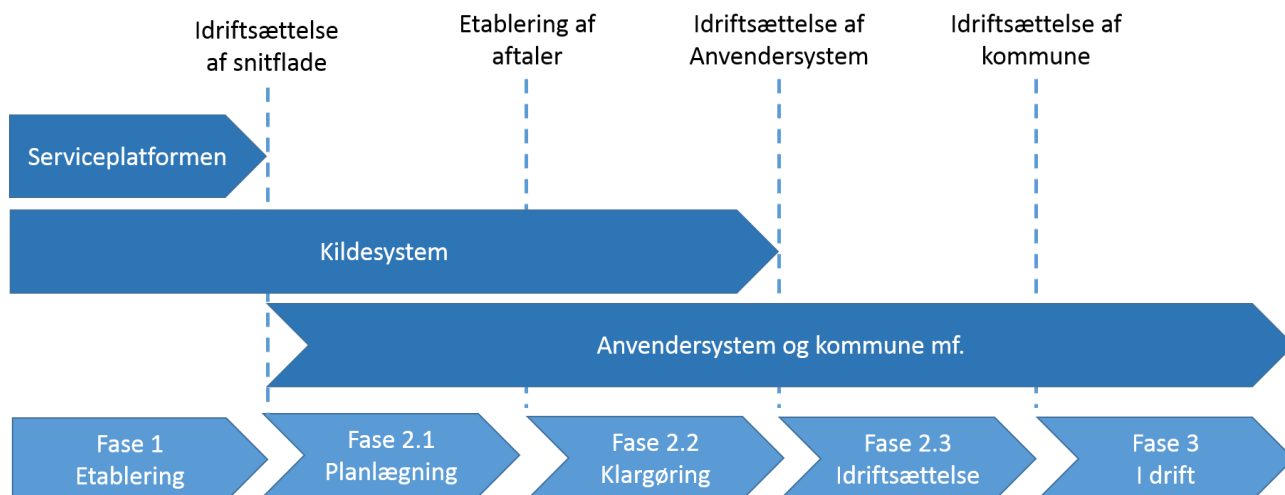 Idriftsættelse
af snitflade
Etablering af
aftaler
Idriftsættelse af
Anvendersystem
Idriftsættelse af
kommune
Serviceplatformen
Kildesystem
Anvendersystem og kommune mf.
Fase 1
Etablering
Fase 2.1
Planlægning
Fase 2.2
Klargøring
Fase 2.3
Idriftsættelse
Fase 3
I drift